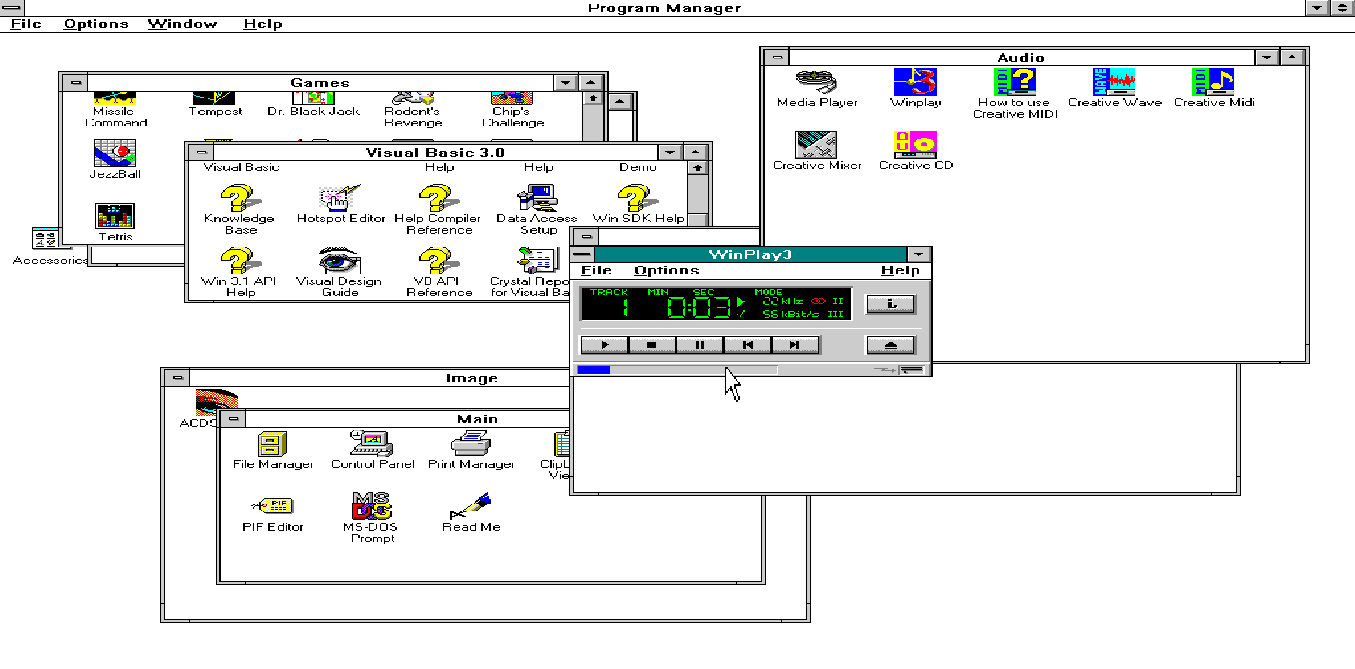 Program Manager
File Options Window Help
Games
Missile
Command
Tempest
Dr. Black Jack
Rodent's
Revenge
Chip's
Challenge
JezzBall
Tetris
Accessories
Visual Basic 3.0
Visual Basic
Help
Help
Demo
Knowledge
Base
Hotspot Editor
Help Compiler
Reference
Data Access
Setup
Win SDK Help
Win 3.1 API
Help
Visual Design
Guide
VB API
Reference
Crystal Repo
for Visual Ba
Audio
Media Player
Winplay
How to use
Creative MIDI
Creative Wave
Creative Midi
Creative Mixer
Creative CD
WinPlay3
File Options Help
TRACK MIN SEC MODE
1 0:03 22 kHz II
56 kBit/s III
Image
ACDS
Main
File Manager
Control Panel
Print Manager
PIF Editor
MS-DOS
Prompt
Read Me